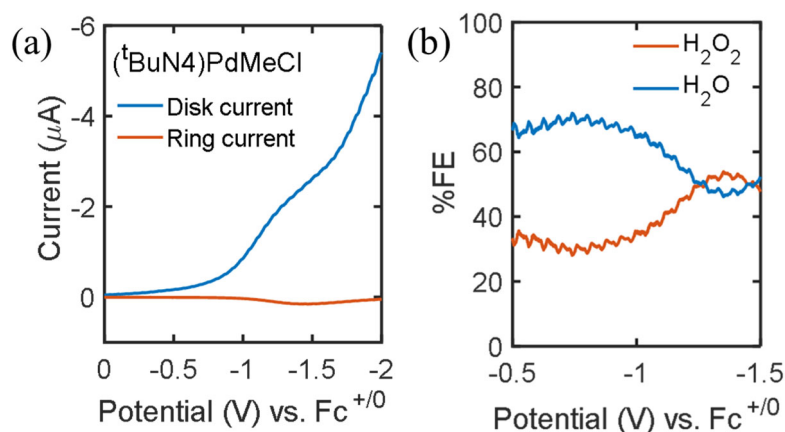 (a)
(ᵗBuN4)PdMeCl
Disk current
Ring current
Current (μA)
-6
-4
-2
0
0 -0.5 -1 -1.5 -2
Potential (V) vs. Fc⁺/⁰
(b)
H₂O₂
H₂O
%FE
100
80
60
40
20
0
-0.5 -1 -1.5
Potential (V) vs. Fc⁺/⁰